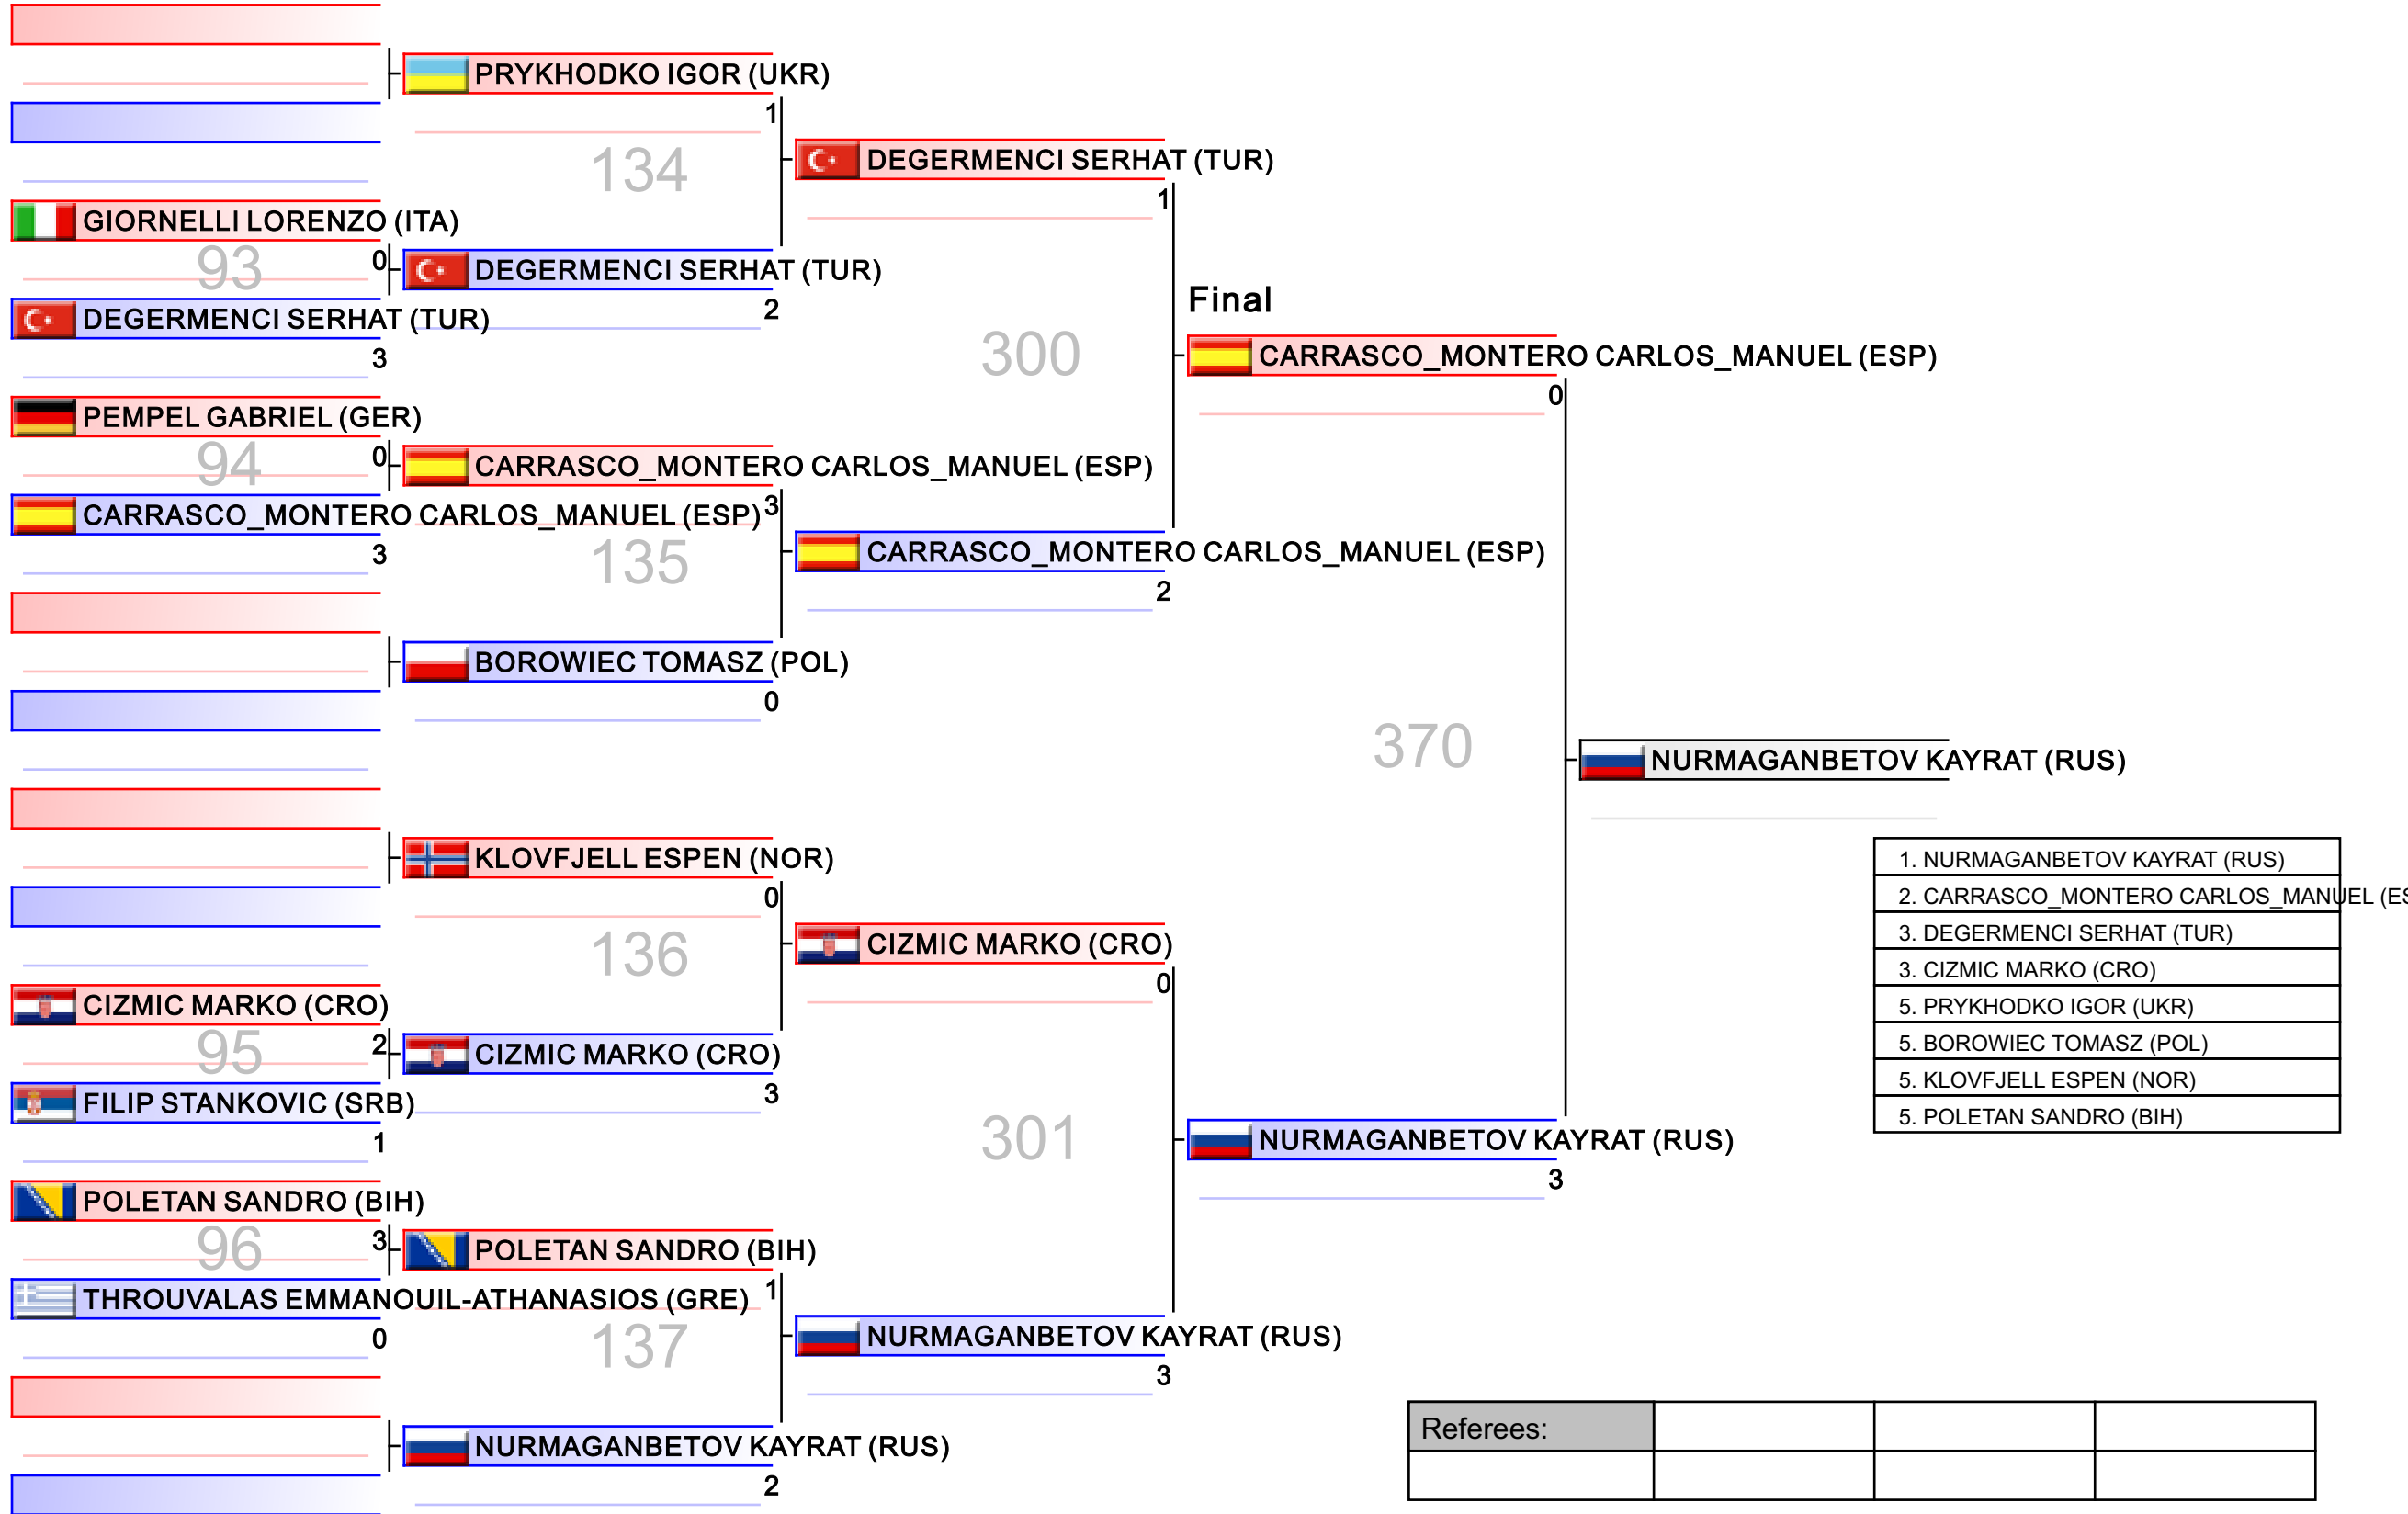 PRYKHODKO IGOR (UKR)
1
134
DEGERMENCI SERHAT (TUR)
1
GIORNELLI LORENZO (ITA)
93
0
DEGERMENCI SERHAT (TUR)
2
DEGERMENCI SERHAT (TUR)
3
Final
300
CARRASCO_MONTERO CARLOS_MANUEL (ESP)
0
PEMPEL GABRIEL (GER)
94
0
CARRASCO_MONTERO CARLOS_MANUEL (ESP)
3
CARRASCO_MONTERO CARLOS_MANUEL (ESP)
3
135
CARRASCO_MONTERO CARLOS_MANUEL (ESP)
2
BOROWIEC TOMASZ (POL)
0
370
NURMAGANBETOV KAYRAT (RUS)
KLOVFJELL ESPEN (NOR)
0
136
CIZMIC MARKO (CRO)
0
CIZMIC MARKO (CRO)
95
2
CIZMIC MARKO (CRO)
3
FILIP STANKOVIC (SRB)
1
301
NURMAGANBETOV KAYRAT (RUS)
3
POLETAN SANDRO (BIH)
96
3
POLETAN SANDRO (BIH)
1
THROUVALAS EMMANOUIL-ATHANASIOS (GRE)
0
137
NURMAGANBETOV KAYRAT (RUS)
3
NURMAGANBETOV KAYRAT (RUS)
2
1. NURMAGANBETOV KAYRAT (RUS)
2. CARRASCO_MONTERO CARLOS_MANUEL (ES
3. DEGERMENCI SERHAT (TUR)
3. CIZMIC MARKO (CRO)
5. PRYKHODKO IGOR (UKR)
5. BOROWIEC TOMASZ (POL)
5. KLOVFJELL ESPEN (NOR)
5. POLETAN SANDRO (BIH)
Referees: